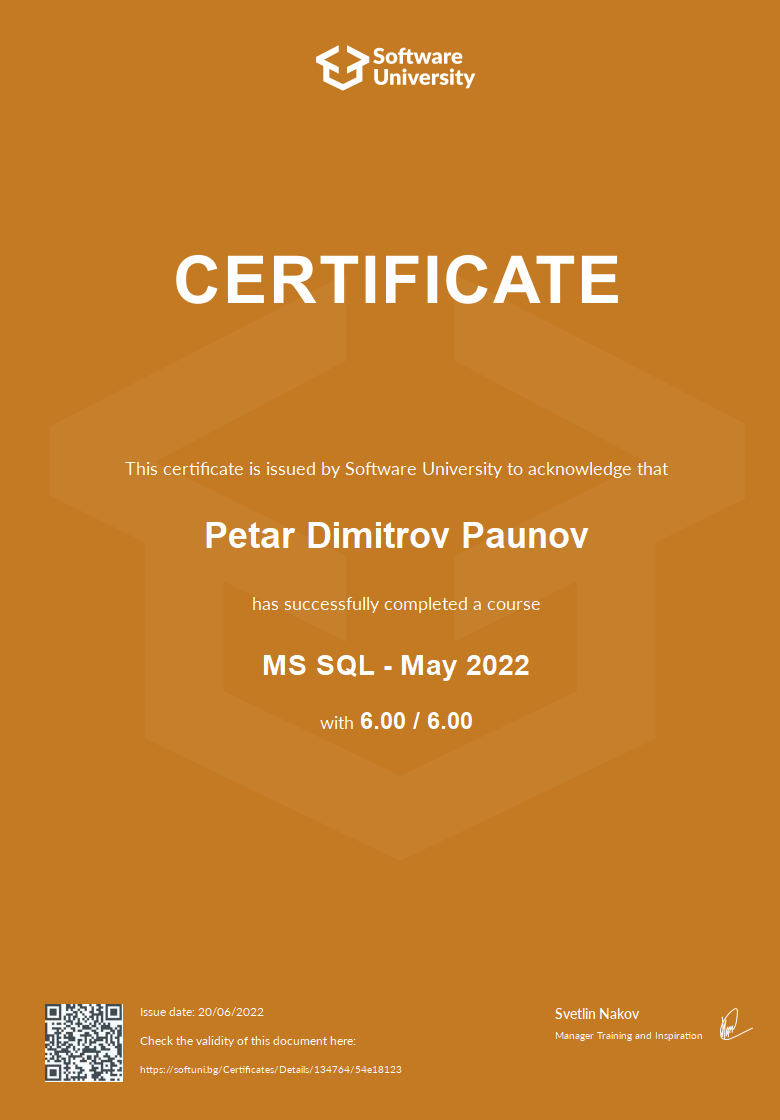 Software
University
CERTIFICATE
This certificate is issued by Software University to acknowledge that
Petar Dimitrov Paunov
has successfully completed a course
MS SQL - May 2022
with 6.00 / 6.00
Issue date: 20/06/2022
Check the validity of this document here:
https://softuni.bg/Certificates/Details/134764/54e18123
Svetlin Nakov
Manager Training and Inspiration